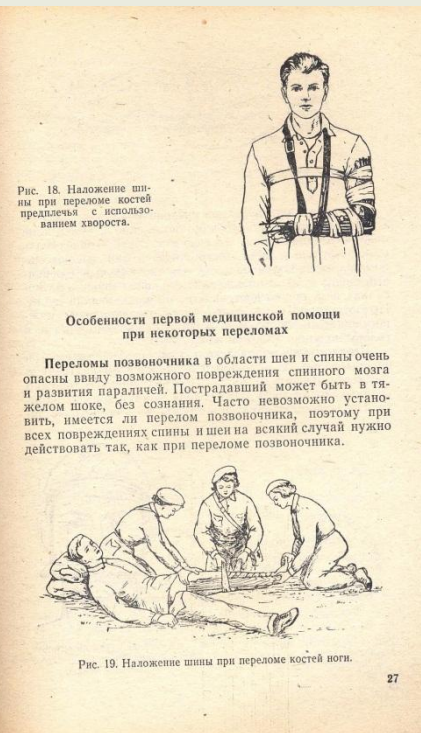 Рис. 18. Наложение ши-
ны при переломе костей
предплечья с использо-
ванием хвороста.
Особенности первой медицинской помощи
при некоторых переломах
Переломы позвоночника в области шеи и спины очень
опасны ввиду возможного повреждения спинного мозга
и развития параличей. Пострадавший может быть в тя-
желом шоке, без сознания. Часто невозможно устано-
вить, имеется ли перелом позвоночника, поэтому при
всех повреждениях спины и шеи на всякий случай нужно
действовать так, как при переломе позвоночника.
Рис. 19. Наложение шины при переломе костей ноги.
27